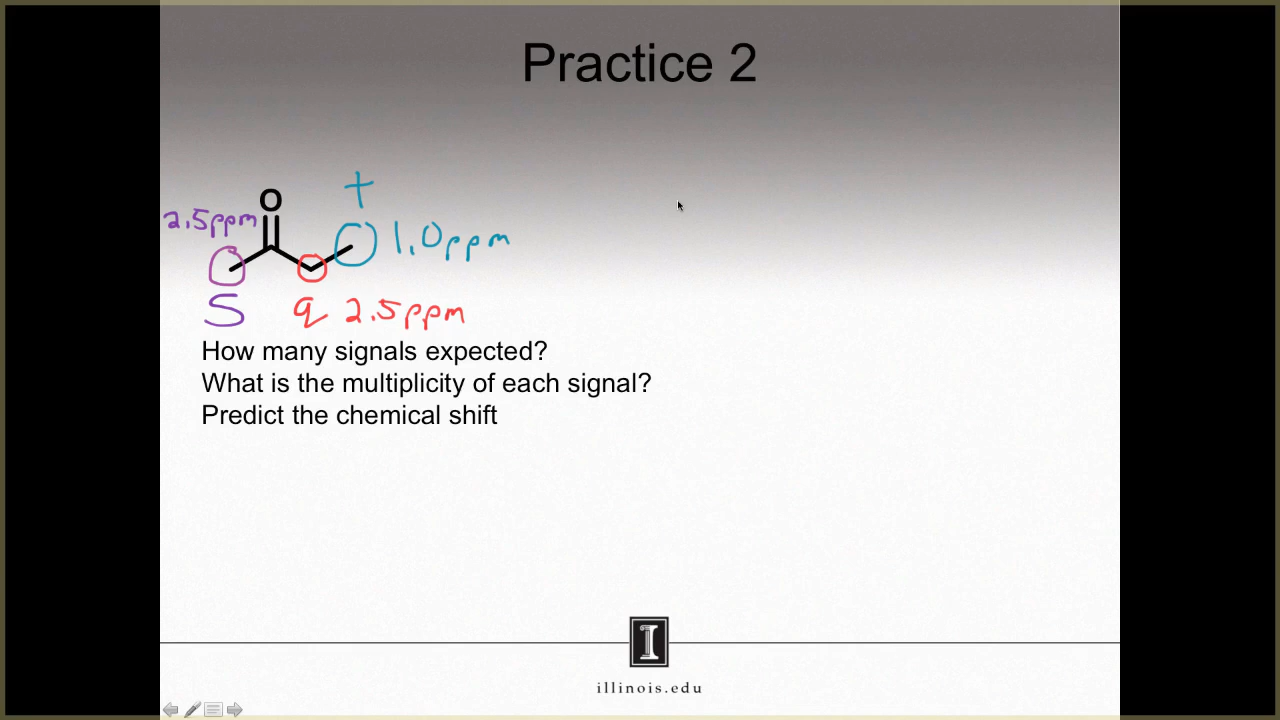 Practice 2
t
O
2.5ppm
1.0ppm
S
q 2.5ppm
How many signals expected?
What is the multiplicity of each signal?
Predict the chemical shift
I
illinois.edu